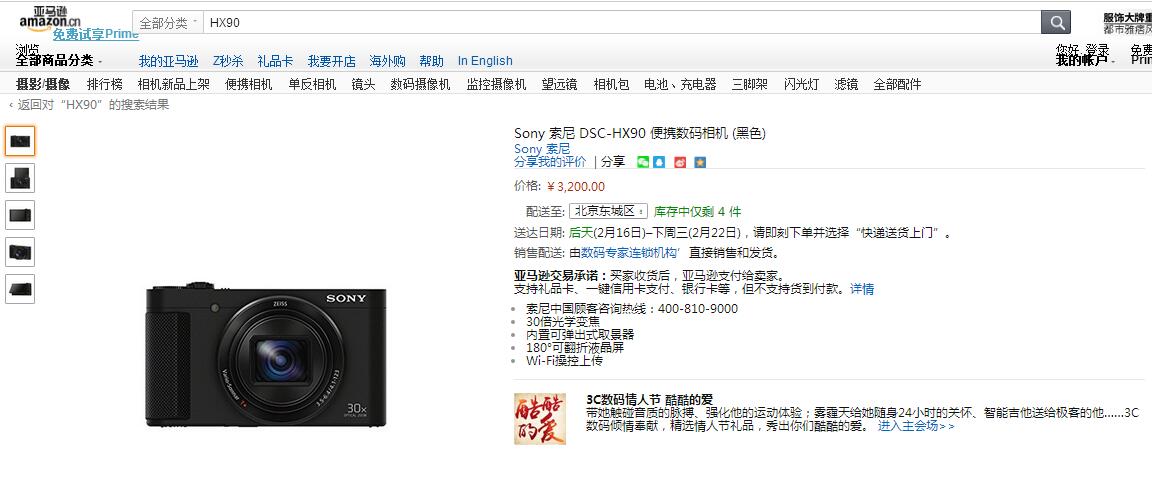 亚马逊
amazon.cn
免费试享Prime
全部分类
HX90
服饰大牌重
浏览
全部商品分类
我的亚马逊 Z秒杀 礼品卡 我要开店 海外购 帮助 In English
你好, 登录
我的帐户
免费
Prim
摄影/摄像 排行榜 相机新品上架 便携相机 单反相机 镜头 数码摄像机 监控摄像机 望远镜 相机包 电池、充电器 三脚架 闪光灯 滤镜 全部配件
‹ 返回对“HX90”的搜索结果
Sony 索尼 DSC-HX90 便携数码相机 (黑色)
Sony 索尼
分享我的评价 | 分享
价格: ￥3,200.00
配送至: 北京东城区 库存中仅剩 4 件
送达日期: 后天(2月16日)–下周三(2月22日)，请即刻下单并选择“快递送货上门”。
销售配送: 由数码专家连锁机构’ 直接销售和发货。
亚马逊交易承诺：买家收货后，亚马逊支付给卖家。
支持礼品卡、一键信用卡支付、银行卡等，但不支持货到付款。详情
索尼中国顾客咨询热线：400-810-9000
30倍光学变焦
内置可弹出式取景器
180°可翻折液晶屏
Wi-Fi操控上传
SONY
ZEISS
Vario-Sonnar T*
3.5-6.4/4.1-123
30x
OPTICAL ZOOM
酷酷的爱
3C数码情人节 酷酷的爱
带她触碰音质的脉搏、强化他的运动体验；雾霾天给她随身24小时的关怀、智能吉他送给极客的他......3C
数码倾情奉献，精选情人节礼品，秀出你们酷酷的爱。 进入主会场>>